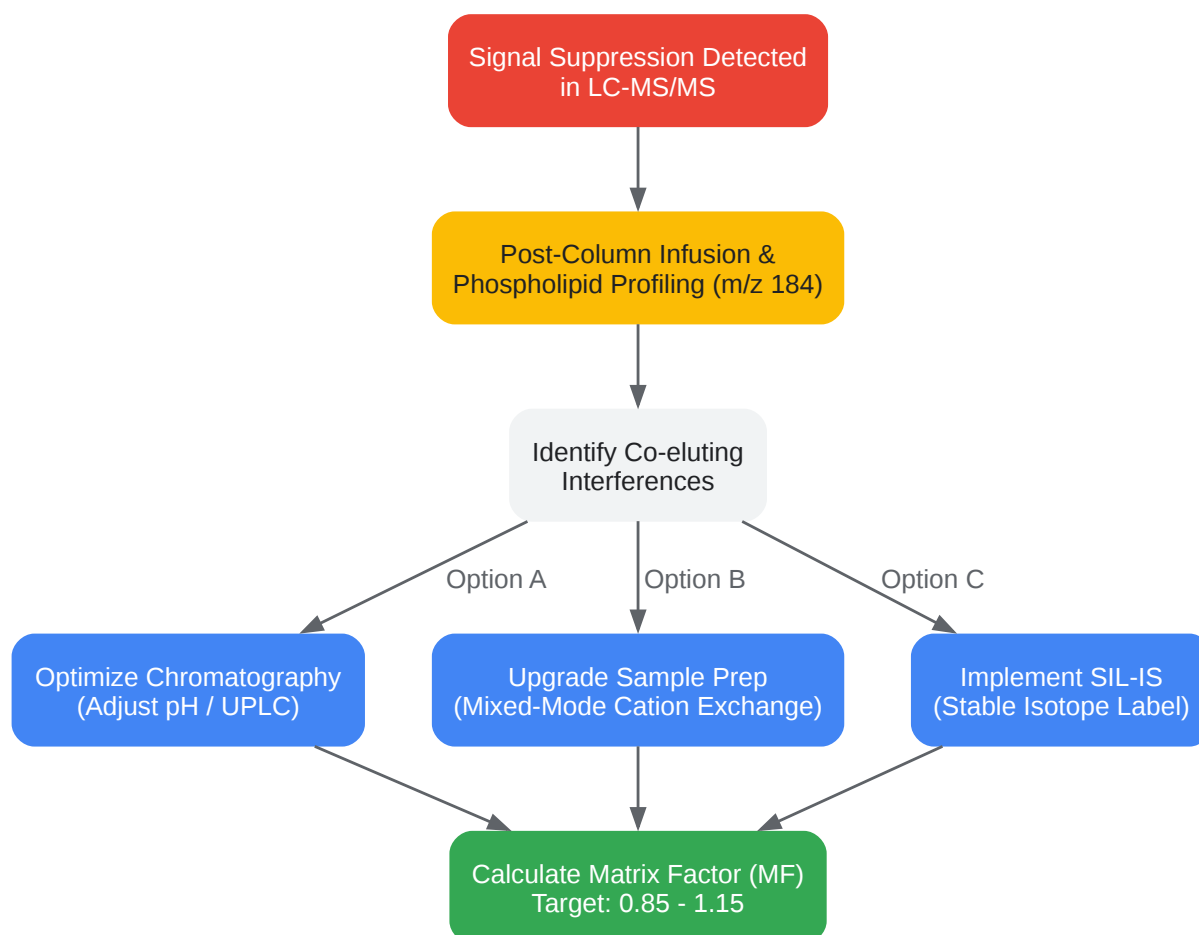 Signal Suppression Detected
in LC-MS/MS
Post-Column Infusion &
Phospholipid Profiling (m/z 184)
Identify Co-eluting
Interferences
Option A
Option B
Option C
Optimize Chromatography
(Adjust pH / UPLC)
Upgrade Sample Prep
(Mixed-Mode Cation Exchange)
Implement SIL-IS
(Stable Isotope Label)
Calculate Matrix Factor (MF)
Target: 0.85 - 1.15